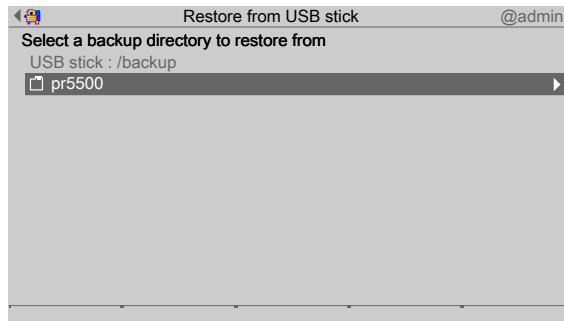 Restore from USB stick @admin
Select a backup directory to restore from
USB stick : /backup
pr5500